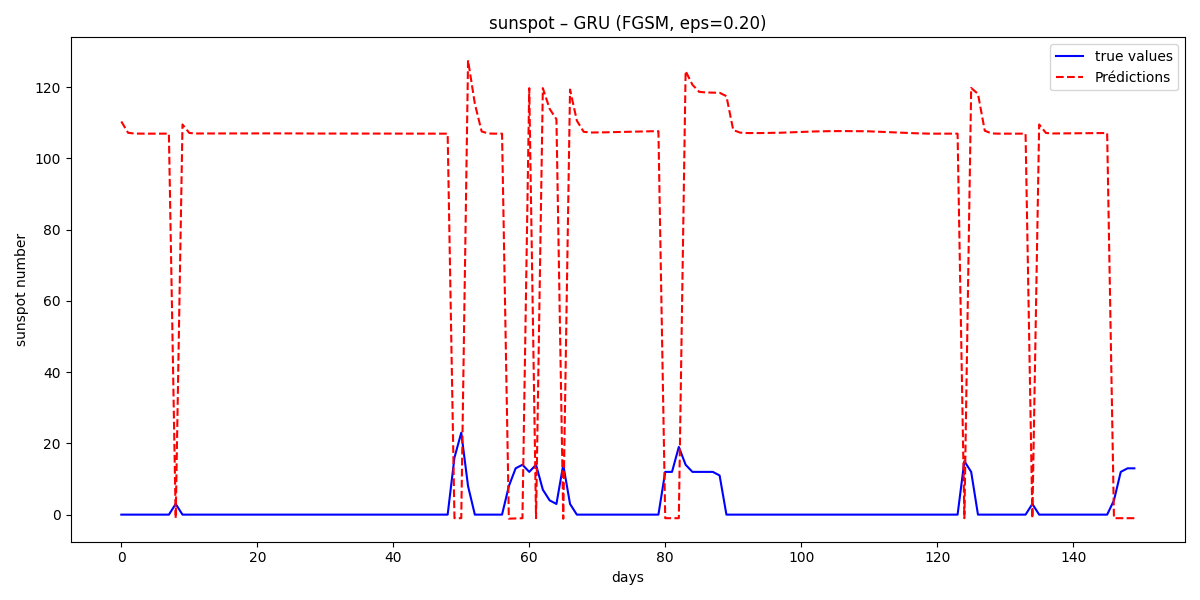 sunspot – GRU (FGSM, eps=0.20)
true values
Prédictions
sunspot number
120
100
80
60
40
20
0
0 20 40 60 80 100 120 140
days